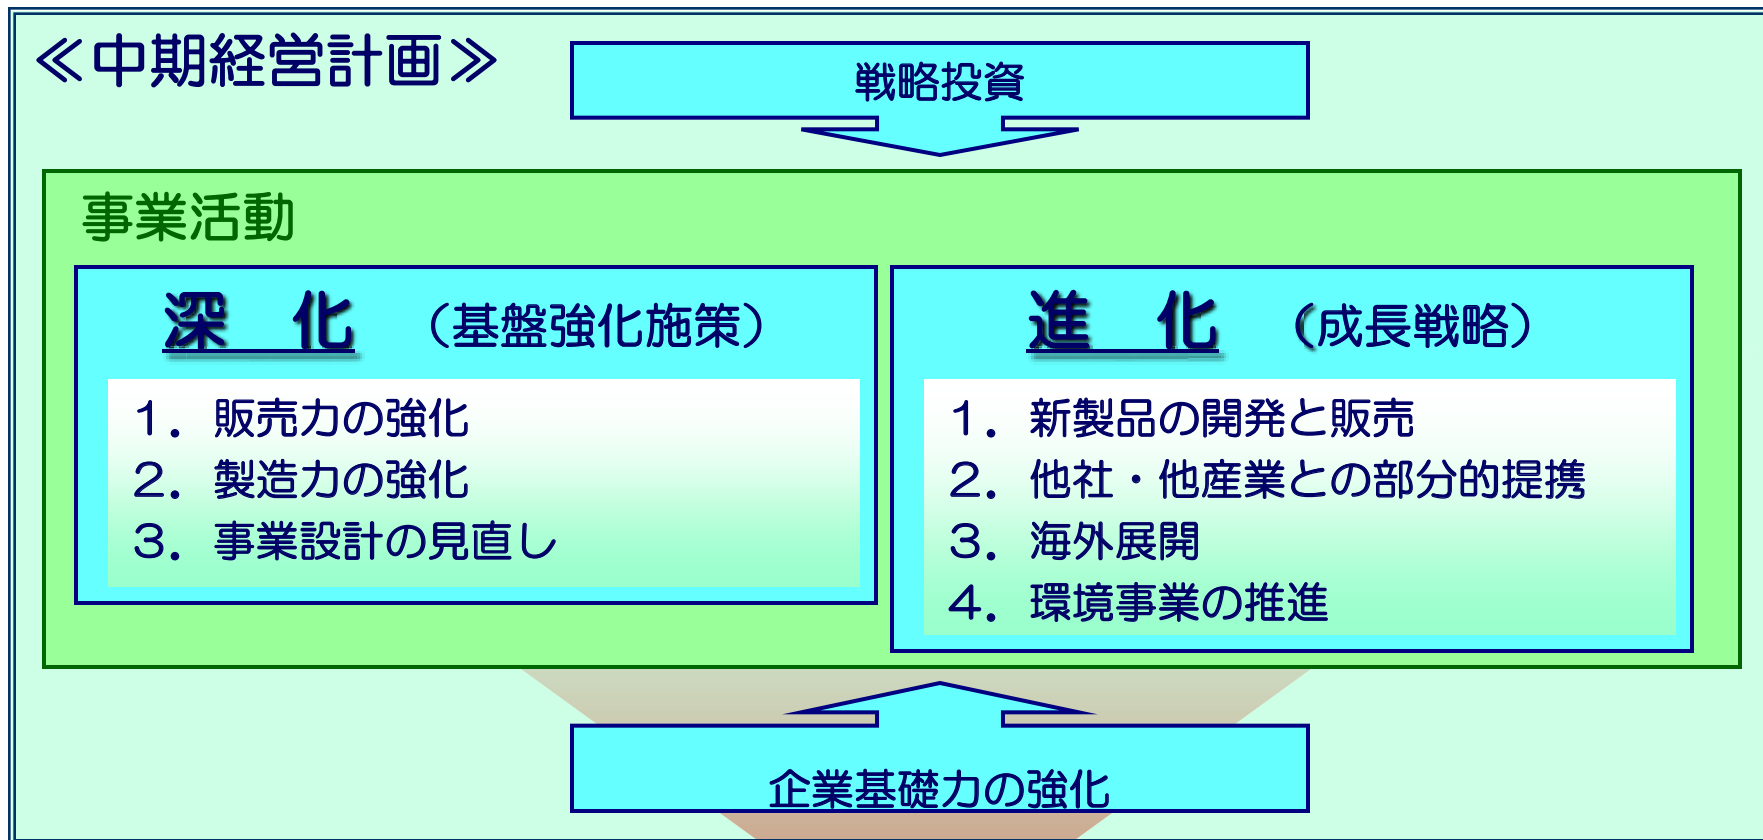 ≪中期経営計画≫
戦略投資
事業活動
深　化　（基盤強化施策）
１．販売力の強化
２．製造力の強化
３．事業設計の見直し
進　化　（成長戦略）
１．新製品の開発と販売
２．他社・他産業との部分的提携
３．海外展開
４．環境事業の推進
企業基礎力の強化